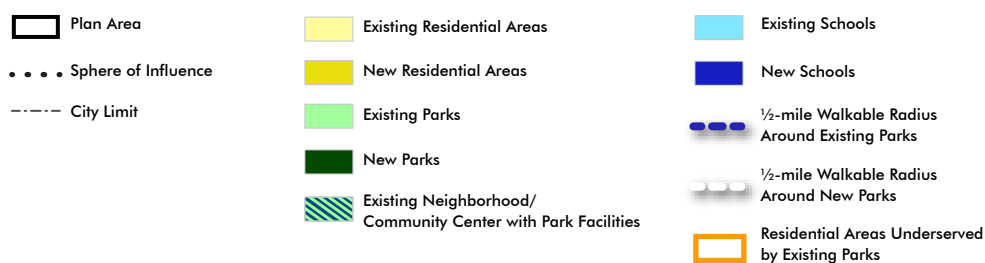 Plan Area
Sphere of Influence
City Limit
Existing Residential Areas
New Residential Areas
Existing Parks
New Parks
Existing Neighborhood/
Community Center with Park Facilities
Existing Schools
New Schools
½-mile Walkable Radius
Around Existing Parks
½-mile Walkable Radius
Around New Parks
Residential Areas Underserved
by Existing Parks